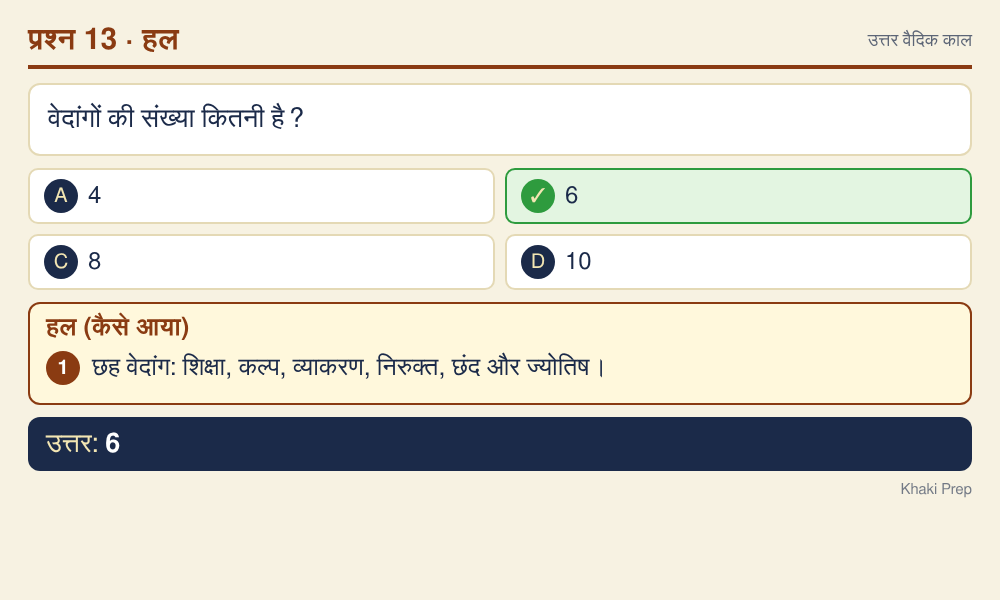 प्रश्न 13 · हल
उत्तर वैदिक काल
वेदांगों की संख्या कितनी है ?
A 4
✓ 6
C 8
D 10
हल (कैसे आया)
1 छह वेदांग: शिक्षा, कल्प, व्याकरण, निरुक्त, छंद और ज्योतिष।
उत्तर: 6
Khaki Prep